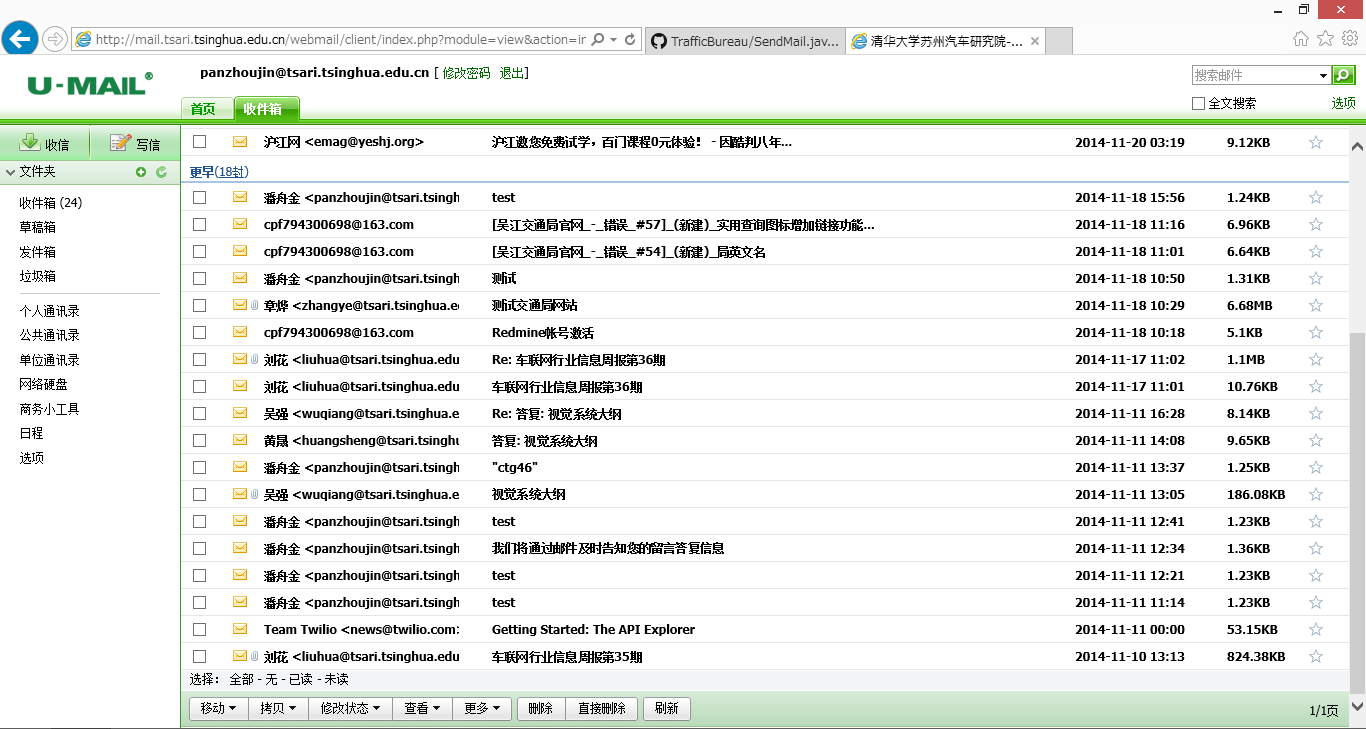 http://mail.tsari.tsinghua.edu.cn/webmail/client/index.php?module=view&action=ir
TrafficBureau/SendMail.jav...
清华大学苏州汽车研究院-...
U-MAIL®
panzhoujin@tsari.tsinghua.edu.cn [ 修改密码 退出]
搜索邮件
首页 收件箱
全文搜索 选项
收信 写信
文件夹
收件箱 (24)
草稿箱
发件箱
垃圾箱
个人通讯录
公共通讯录
单位通讯录
网络硬盘
商务小工具
日程
选项
沪江网 <emag@yeshj.org> 沪江邀您免费试学，百门课程0元体验！ - 因酷判八年... 2014-11-20 03:19 9.12KB
更早(18封)
潘舟金 <panzhoujin@tsari.tsingh test 2014-11-18 15:56 1.24KB
cpf794300698@163.com [吴江交通局官网_-_错误_#57]_(新建)_实用查询图标增加链接功能... 2014-11-18 11:16 6.96KB
cpf794300698@163.com [吴江交通局官网_-_错误_#54]_(新建)_局英文名 2014-11-18 11:01 6.64KB
潘舟金 <panzhoujin@tsari.tsingh 测试 2014-11-18 10:50 1.31KB
章烨 <zhangye@tsari.tsinghua.e 测试交通局网站 2014-11-18 10:29 6.68MB
cpf794300698@163.com Redmine帐号激活 2014-11-18 10:18 5.1KB
刘花 <liuhua@tsari.tsinghua.edu Re: 车联网行业信息周报第36期 2014-11-17 11:02 1.1MB
刘花 <liuhua@tsari.tsinghua.edu 车联网行业信息周报第36期 2014-11-17 11:01 10.76KB
吴强 <wuqiang@tsari.tsinghua.e Re: 答复: 视觉系统大纲 2014-11-11 16:28 8.14KB
黄晟 <huangsheng@tsari.tsinghu 答复: 视觉系统大纲 2014-11-11 14:08 9.65KB
潘舟金 <panzhoujin@tsari.tsingh "ctg46" 2014-11-11 13:37 1.25KB
吴强 <wuqiang@tsari.tsinghua.e 视觉系统大纲 2014-11-11 13:05 186.08KB
潘舟金 <panzhoujin@tsari.tsingh test 2014-11-11 12:41 1.23KB
潘舟金 <panzhoujin@tsari.tsingh 我们将通过邮件及时告知您的留言答复信息 2014-11-11 12:34 1.36KB
潘舟金 <panzhoujin@tsari.tsingh test 2014-11-11 12:21 1.23KB
潘舟金 <panzhoujin@tsari.tsingh test 2014-11-11 11:14 1.23KB
Team Twilio <news@twilio.com> Getting Started: The API Explorer 2014-11-11 00:00 53.15KB
刘花 <liuhua@tsari.tsinghua.edu 车联网行业信息周报第35期 2014-11-10 13:13 824.38KB
选择： 全部 - 无 - 已读 - 未读
移动 拷贝 修改状态 查看 更多 删除 直接删除 刷新
1/1页